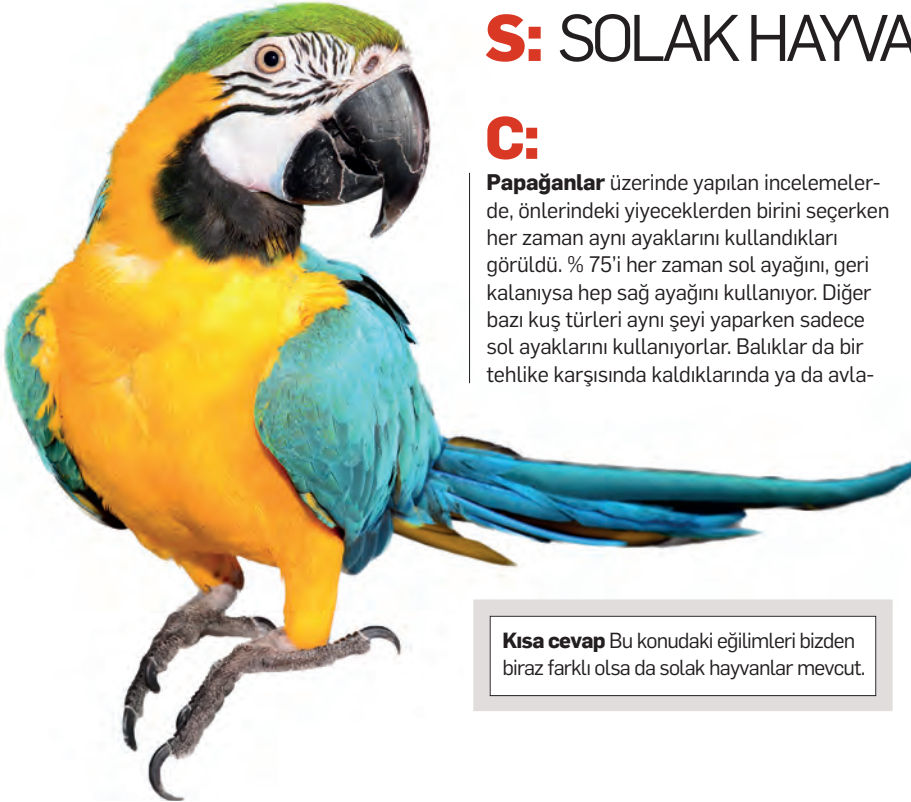 S: SOLAK HAYVA
C:
Papağanlar üzerinde yapılan incelemeler-
de, önlerindeki yiyeceklerden birini seçerken
her zaman aynı ayaklarını kullandıkları
görüldü. % 75'i her zaman sol ayağını, geri
kalanıysa hep sağ ayağını kullanıyor. Diğer
bazı kuş türleri aynı şeyi yaparken sadece
sol ayaklarını kullanıyorlar. Balıklar da bir
tehlike karşısında kaldıklarında ya da avla-
Kısa cevap Bu konudaki eğilimleri bizden
biraz farklı olsa da solak hayvanlar mevcut.